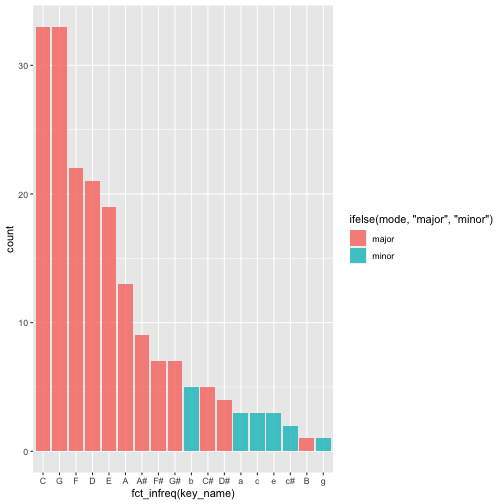 30
20
10
0
count
C G F D E A A# F# G# b C# D# a c e c# B g
fct_infreq(key_name)
ifelse(mode, "major", "minor")
major
minor